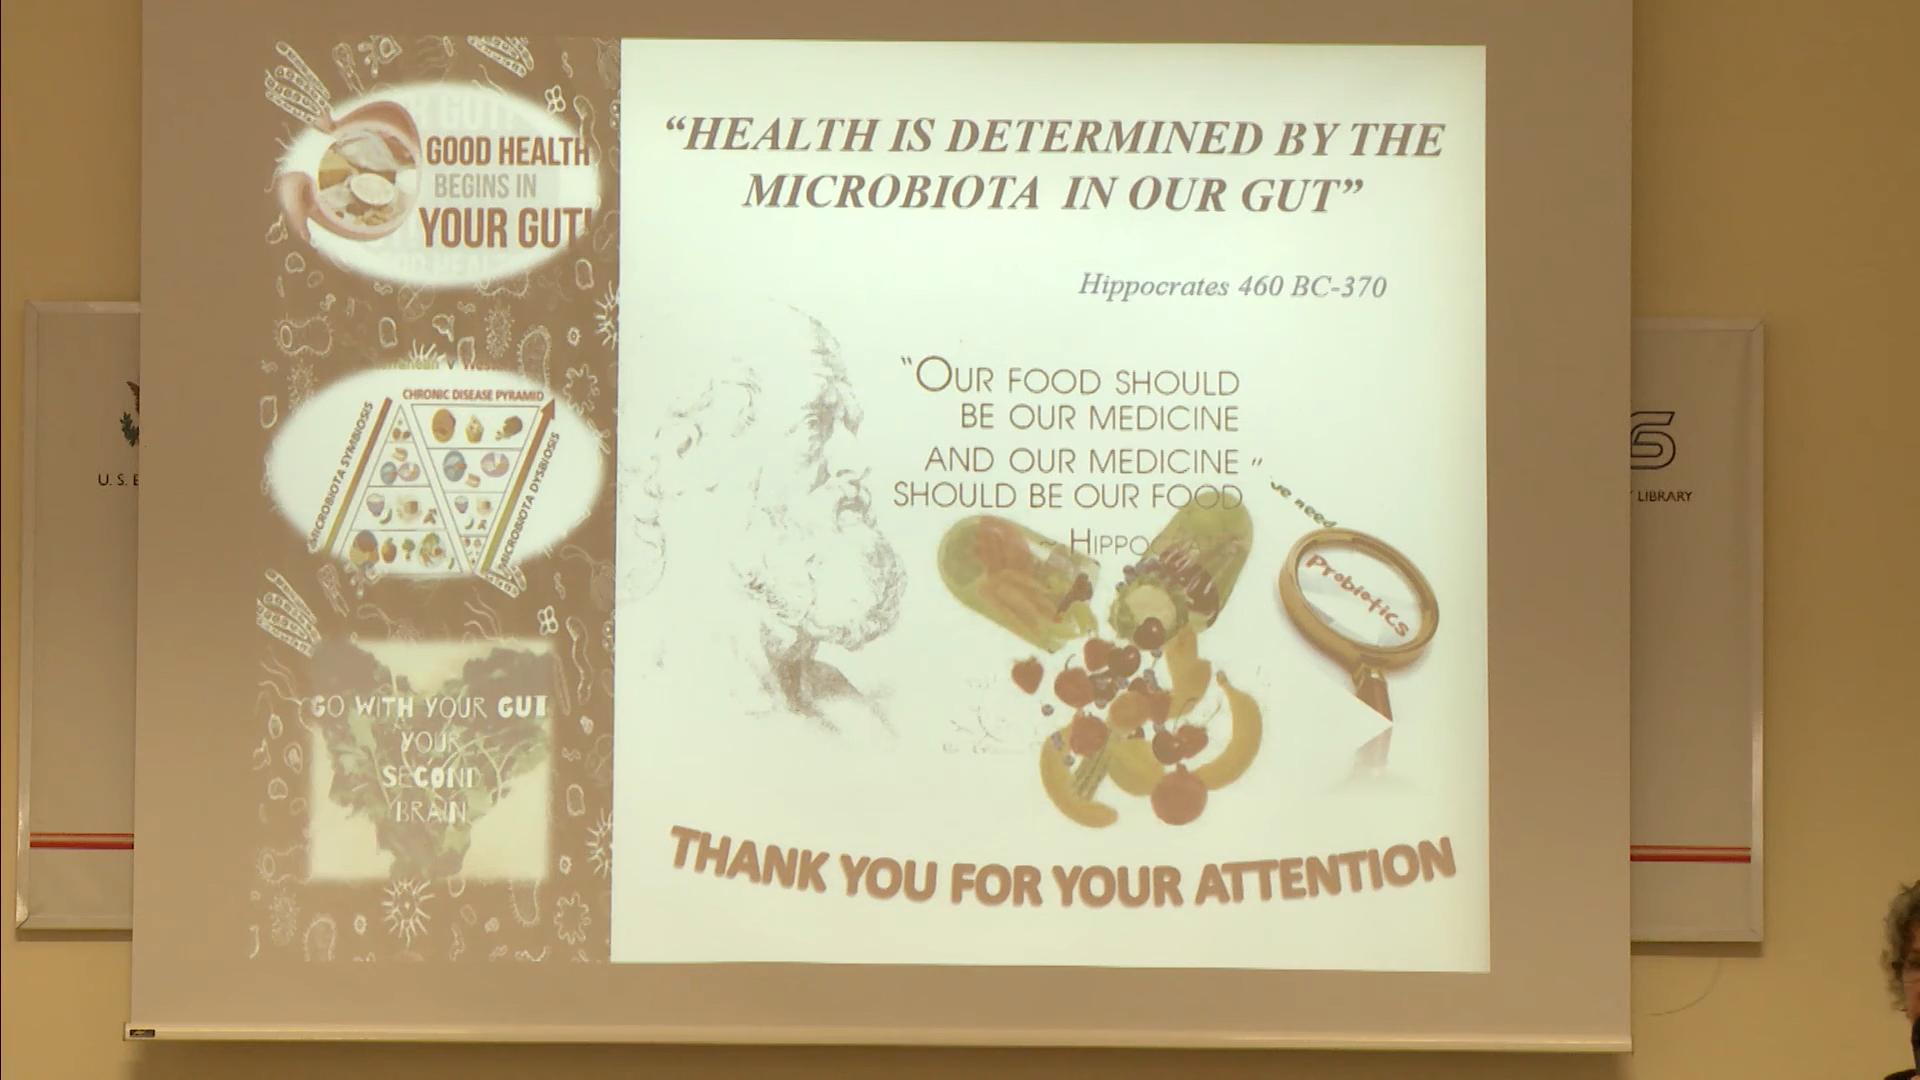 GOOD HEALTH
BEGINS IN
YOUR GUT!
CHRONIC DISEASE PYRAMID
MICROBIOTA SYMBIOSIS
MICROBIOTA DYSBIOSIS
GO WITH YOUR GUT
YOUR
SECOND
BRAIN
“HEALTH IS DETERMINED BY THE
MICROBIOTA IN OUR GUT”
Hippocrates 460 BC-370
“OUR FOOD SHOULD
BE OUR MEDICINE
AND OUR MEDICINE ”
SHOULD BE OUR FOOD
we need
Probiotics
THANK YOU FOR YOUR ATTENTION
U. S.
LIBRARY